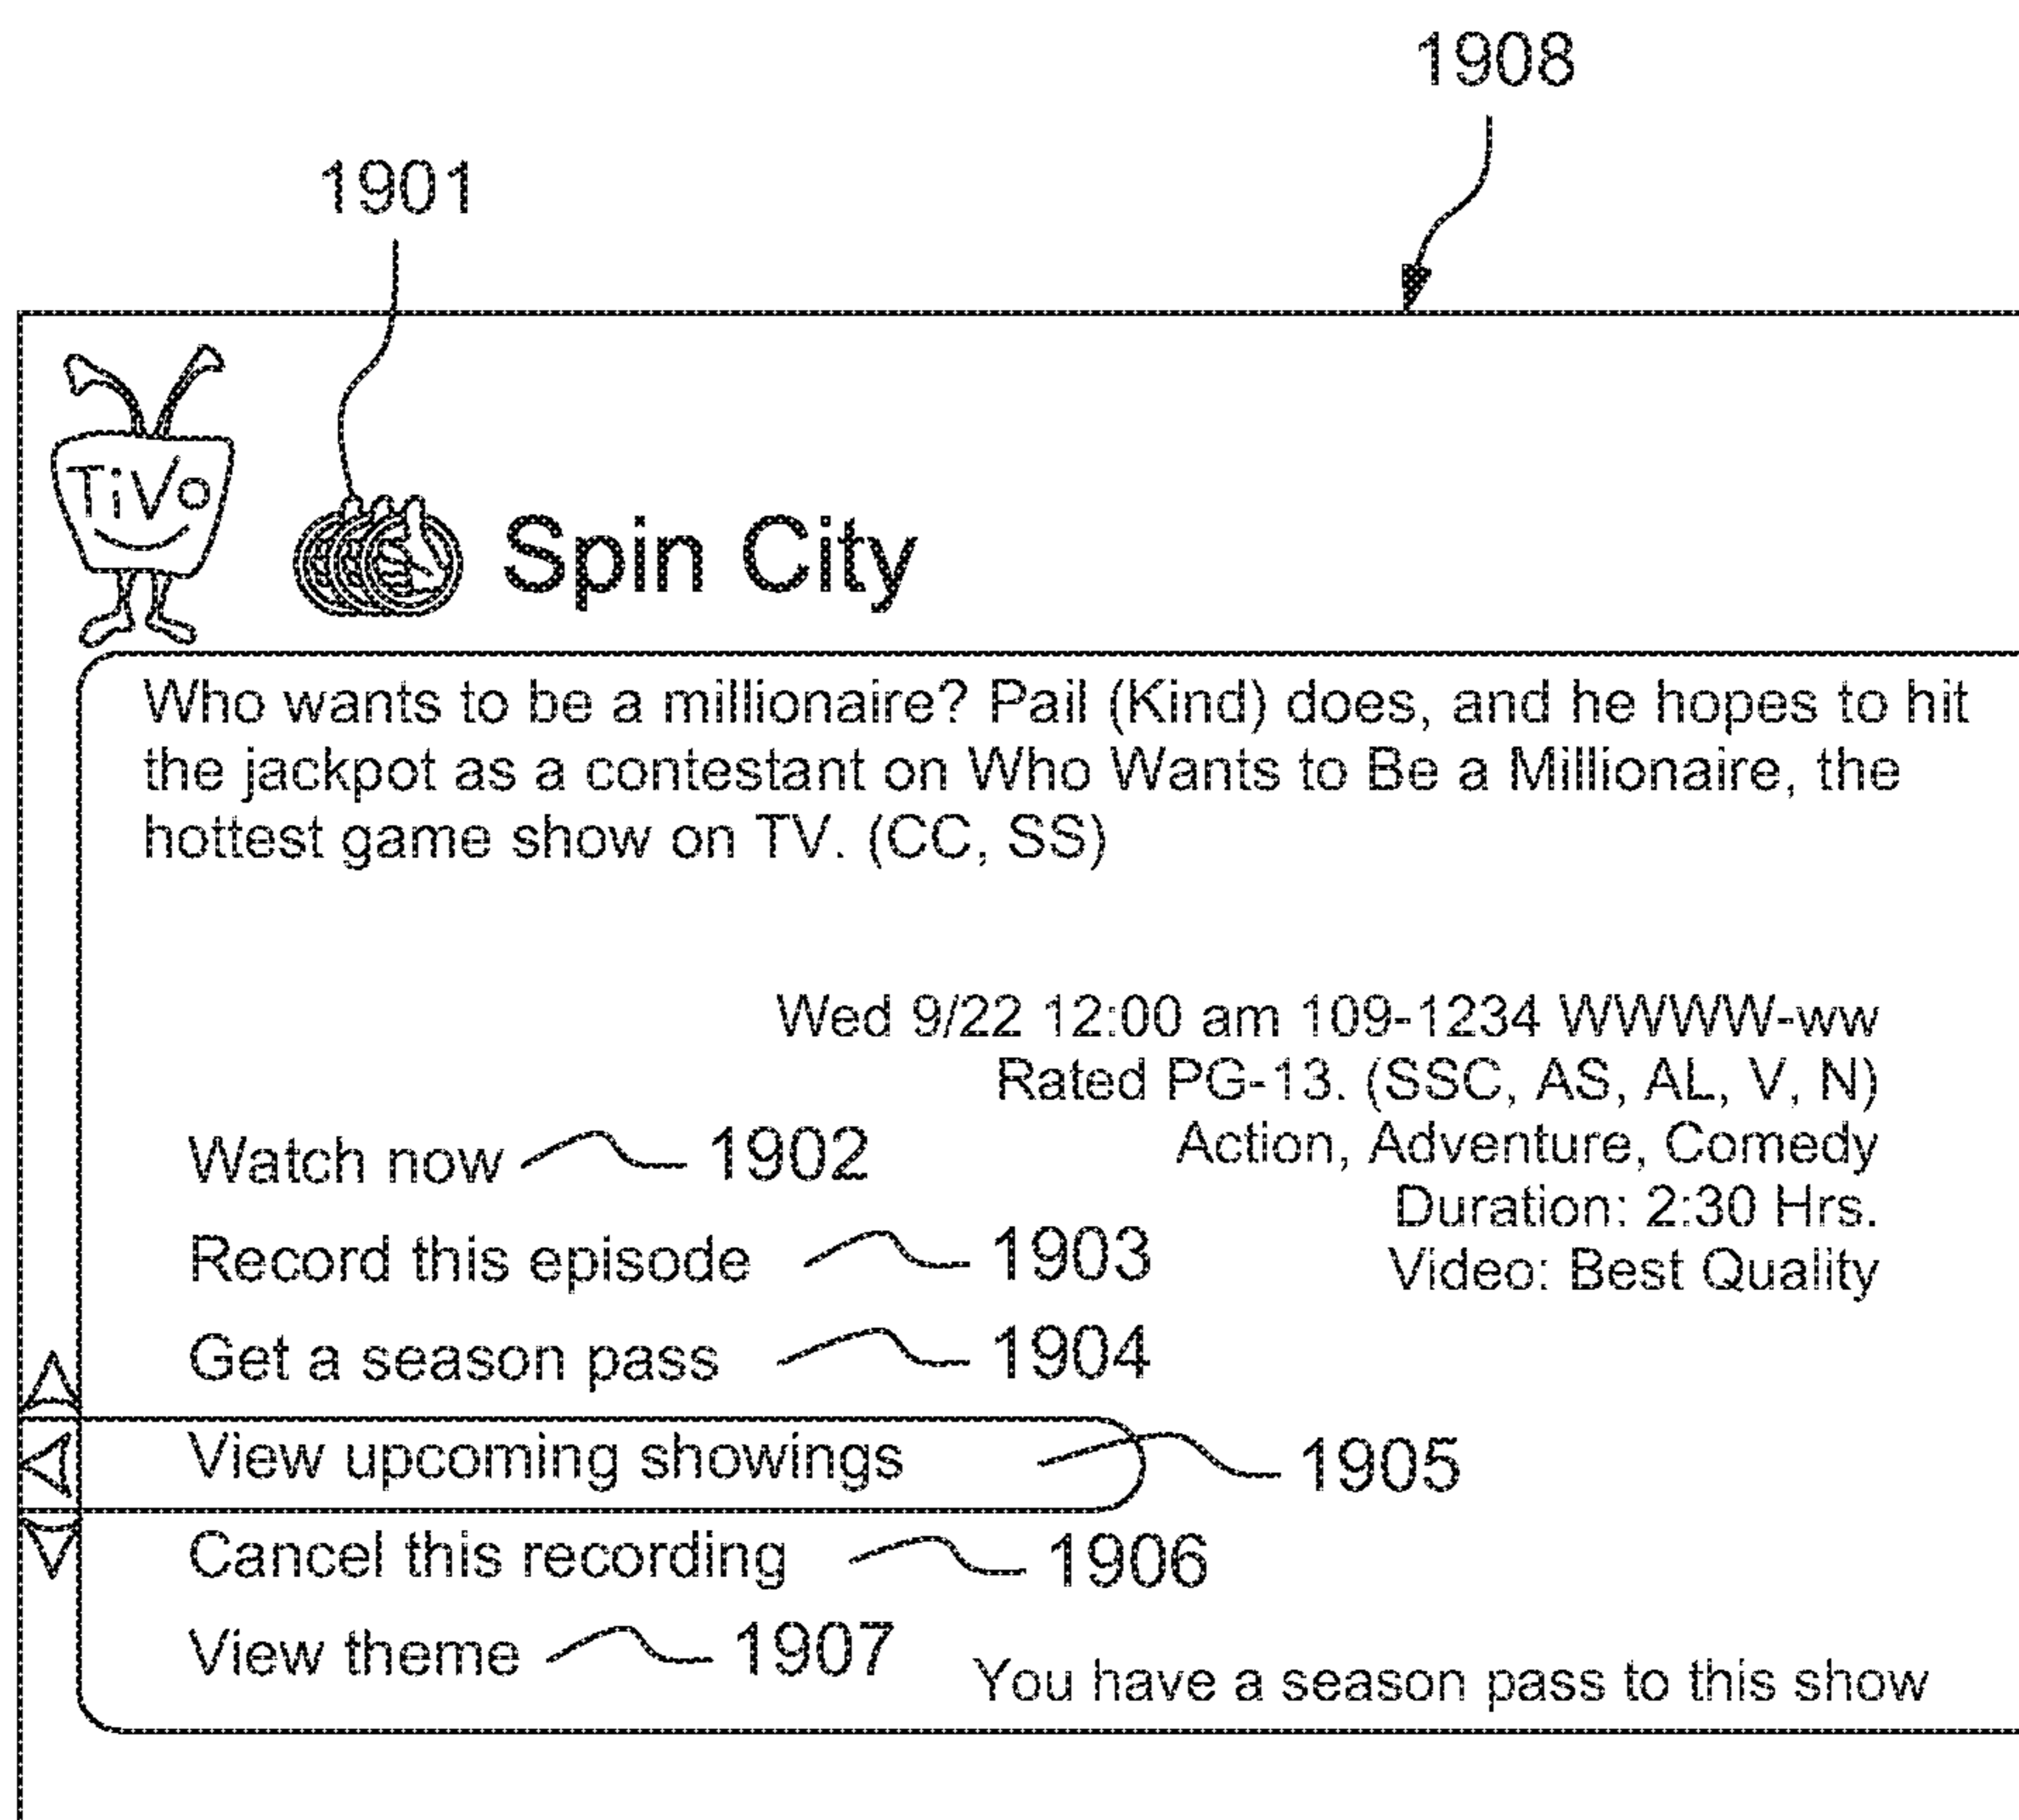 1908
1901
TiVo
Spin City
Who wants to be a millionaire? Pail (Kind) does, and he hopes to hit
the jackpot as a contestant on Who Wants to Be a Millionaire, the
hottest game show on TV. (CC, SS)
Wed 9/22 12:00 am 109-1234 WWWW-ww
Rated PG-13. (SSC, AS, AL, V, N)
Action, Adventure, Comedy
Duration: 2:30 Hrs.
Video: Best Quality
Watch now 1902
Record this episode 1903
Get a season pass 1904
View upcoming showings 1905
Cancel this recording 1906
View theme 1907
You have a season pass to this show